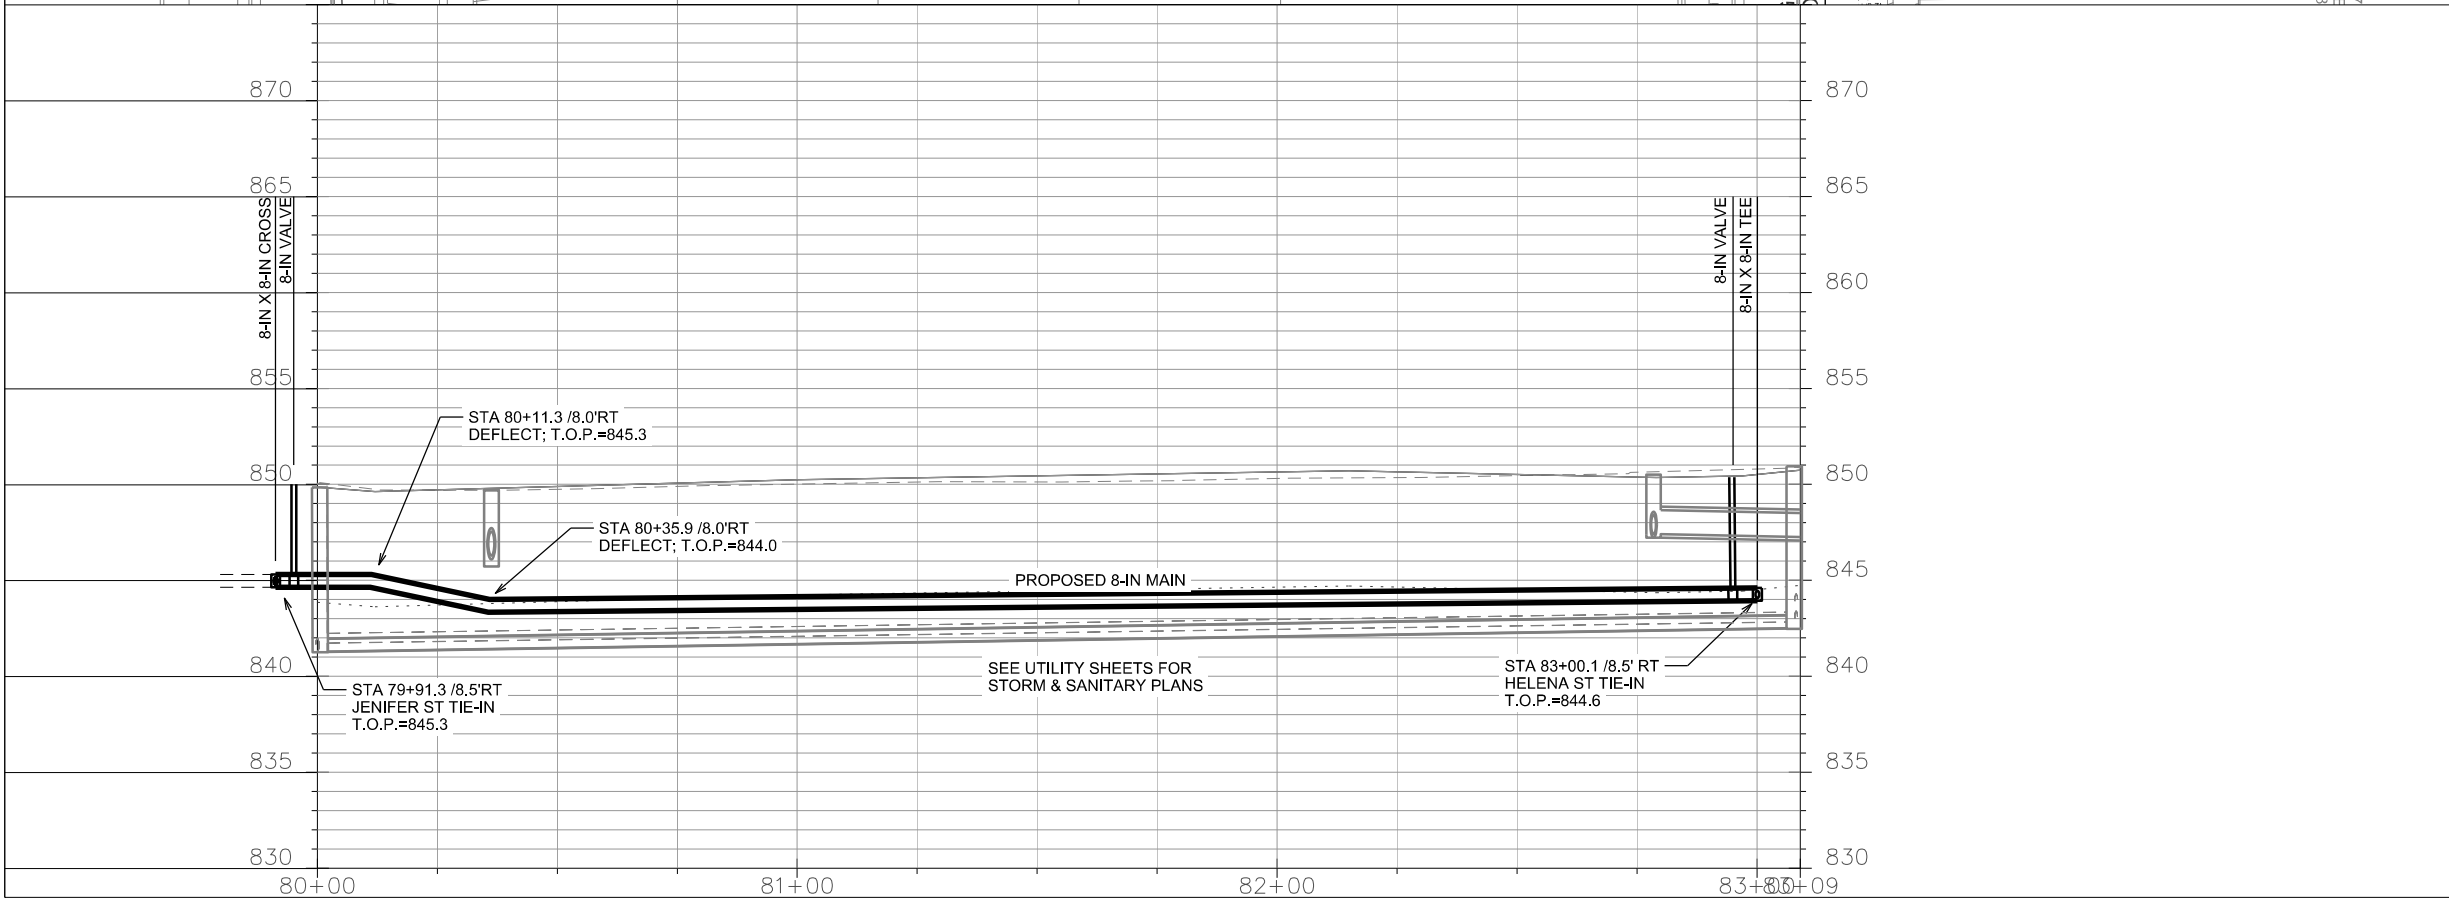 870
870
865
865
8-IN X 8-IN CROSS
8-IN VALVE
8-IN VALVE
8-IN X 8-IN TEE
860
860
855
855
STA 80+11.3 /8.0'RT
DEFLECT; T.O.P.=845.3
850
850
STA 80+35.9 /8.0'RT
DEFLECT; T.O.P.=844.0
PROPOSED 8-IN MAIN
845
840
840
SEE UTILITY SHEETS FOR
STORM & SANITARY PLANS
STA 83+00.1 /8.5' RT
HELENA ST TIE-IN
T.O.P.=844.6
STA 79+91.3 /8.5'RT
JENIFER ST TIE-IN
T.O.P.=845.3
835
835
830
830
80+00
81+00
82+00
83+00
83+09